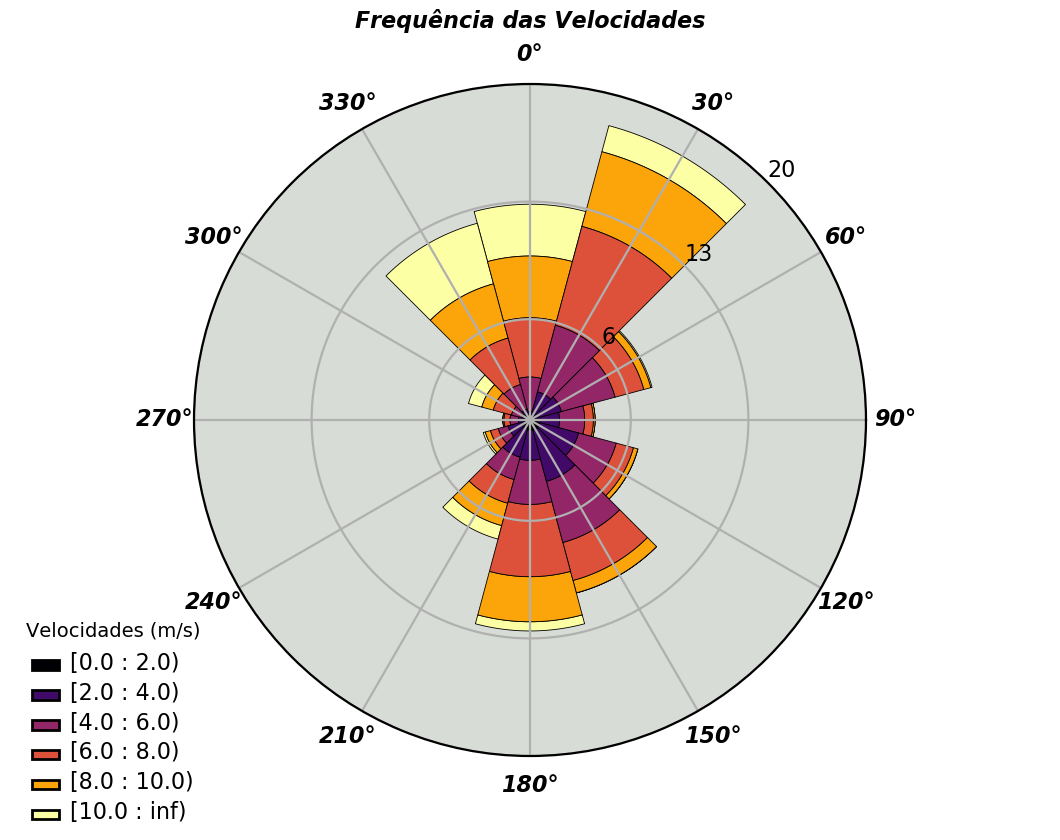 Frequência das Velocidades
0°
330°
30°
20
300°
60°
13
6
270°
90°
240°
120°
210°
150°
180°
Velocidades (m/s)
[0.0 : 2.0)
[2.0 : 4.0)
[4.0 : 6.0)
[6.0 : 8.0)
[8.0 : 10.0)
[10.0 : inf)